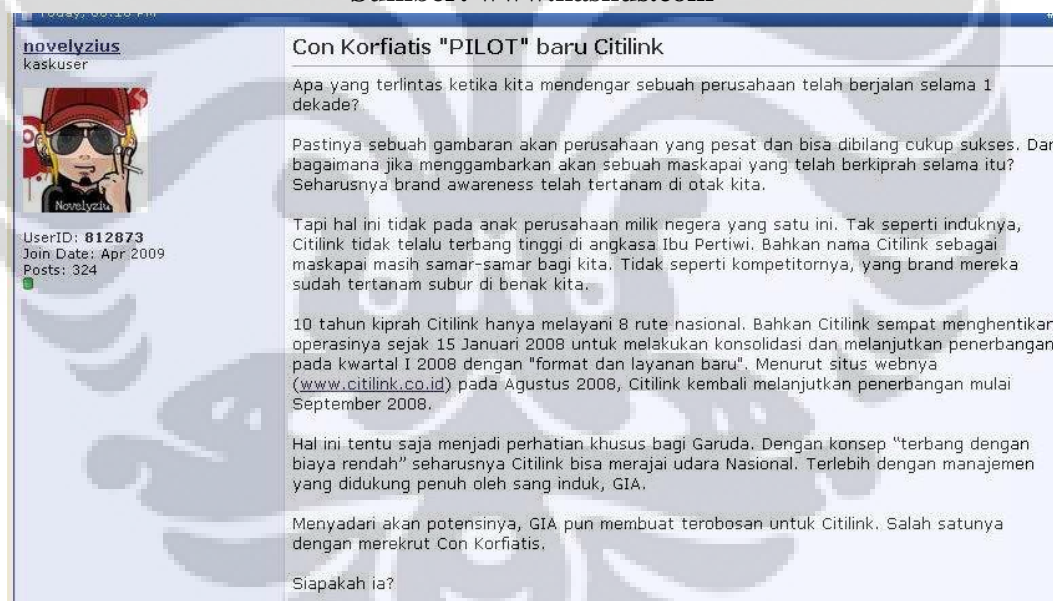 Today, 06:16 PM
novelyzius
kaskuser
Novelyziu
UserID: 812873
Join Date: Apr 2009
Posts: 324
Con Korfiatis "PILOT" baru Citilink
Apa yang terlintas ketika kita mendengar sebuah perusahaan telah berjalan selama 1
dekade?
Pastinya sebuah gambaran akan perusahaan yang pesat dan bisa dibilang cukup sukses. Dan
bagaimana jika menggambarkan akan sebuah maskapai yang telah berkiprah selama itu?
Seharusnya brand awareness telah tertanam di otak kita.
Tapi hal ini tidak pada anak perusahaan milik negera yang satu ini. Tak seperti induknya,
Citilink tidak telalu terbang tinggi di angkasa Ibu Pertiwi. Bahkan nama Citilink sebagai
maskapai masih samar-samar bagi kita. Tidak seperti kompetitornya, yang brand mereka
sudah tertanam subur di benak kita.
10 tahun kiprah Citilink hanya melayani 8 rute nasional. Bahkan Citilink sempat menghentikan
operasinya sejak 15 Januari 2008 untuk melakukan konsolidasi dan melanjutkan penerbangan
pada kwartal I 2008 dengan "format dan layanan baru". Menurut situs webnya
(www.citilink.co.id) pada Agustus 2008, Citilink kembali melanjutkan penerbangan mulai
September 2008.
Hal ini tentu saja menjadi perhatian khusus bagi Garuda. Dengan konsep "terbang dengan
biaya rendah" seharusnya Citilink bisa merajai udara Nasional. Terlebih dengan manajemen
yang didukung penuh oleh sang induk, GIA.
Menyadari akan potensinya, GIA pun membuat terobosan untuk Citilink. Salah satunya
dengan merekrut Con Korfiatis.
Siapakah ia?